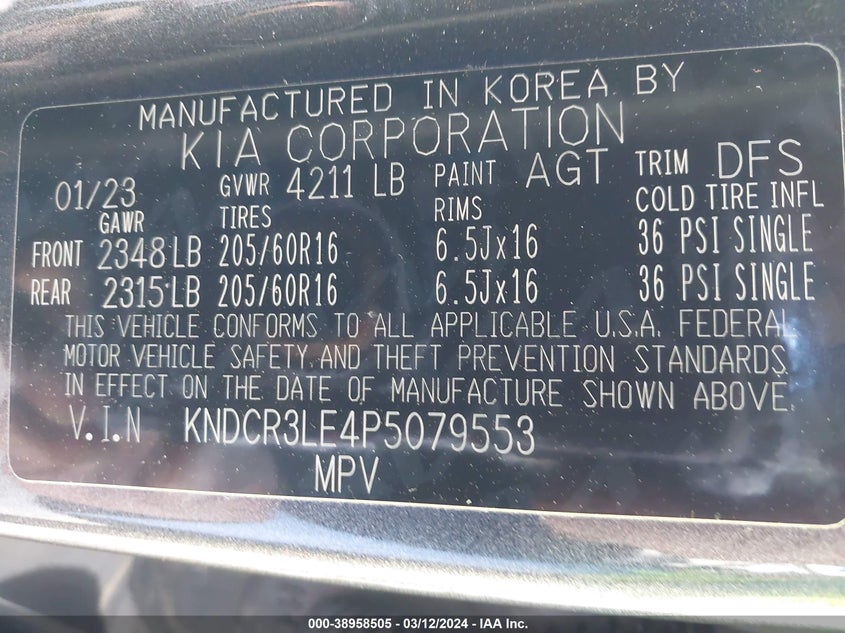 MANUFACTURED IN KOREA BY
KIA CORPORATION
01/23 GVWR 4211 LB PAINT AGT TRIM DFS
GAWR TIRES RIMS COLD TIRE INFL
FRONT 2348 LB 205/60R16 6.5Jx16 36 PSI SINGLE
REAR 2315 LB 205/60R16 6.5Jx16 36 PSI SINGLE
THIS VEHICLE CONFORMS TO ALL APPLICABLE U.S.A. FEDERAL
MOTOR VEHICLE SAFETY AND THEFT PREVENTION STANDARDS
IN EFFECT ON THE DATE OF MANUFACTURE SHOWN ABOVE.
V.I.N KNDCR3LE4P5079553
MPV
000-38958505 — 03/12/2024 — IAA Inc.